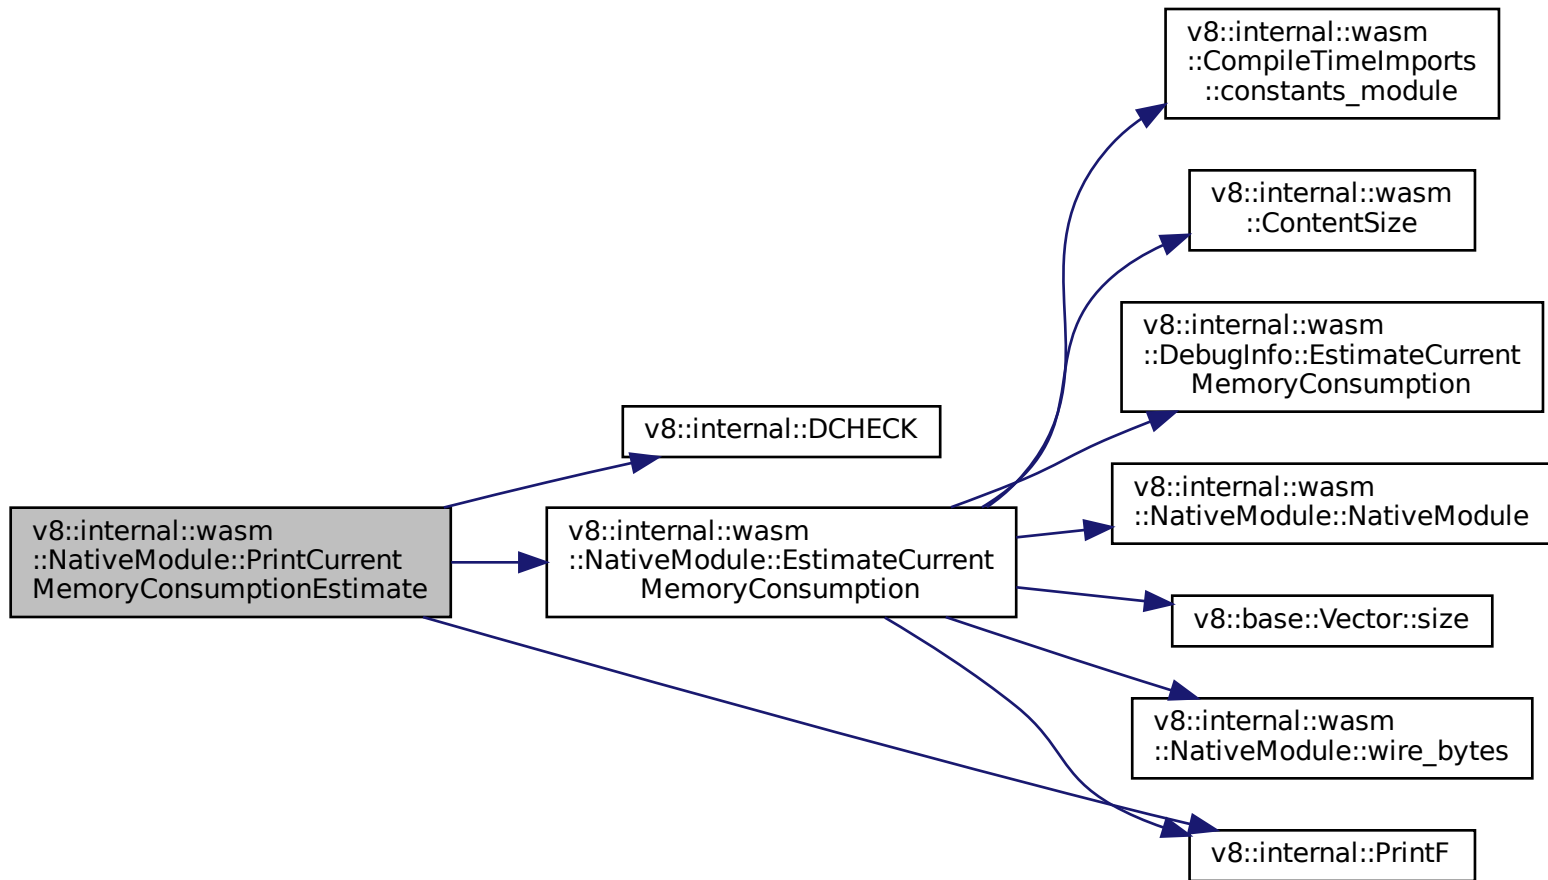 v8::internal::wasm
::CompileTimeImports
::constants_module
v8::internal::wasm
::ContentSize
v8::internal::wasm
::DebugInfo::EstimateCurrent
MemoryConsumption
v8::internal::DCHECK
v8::internal::wasm
::NativeModule::NativeModule
v8::internal::wasm
::NativeModule::PrintCurrent
MemoryConsumptionEstimate
v8::internal::wasm
::NativeModule::EstimateCurrent
MemoryConsumption
v8::base::Vector::size
v8::internal::wasm
::NativeModule::wire_bytes
v8::internal::PrintF